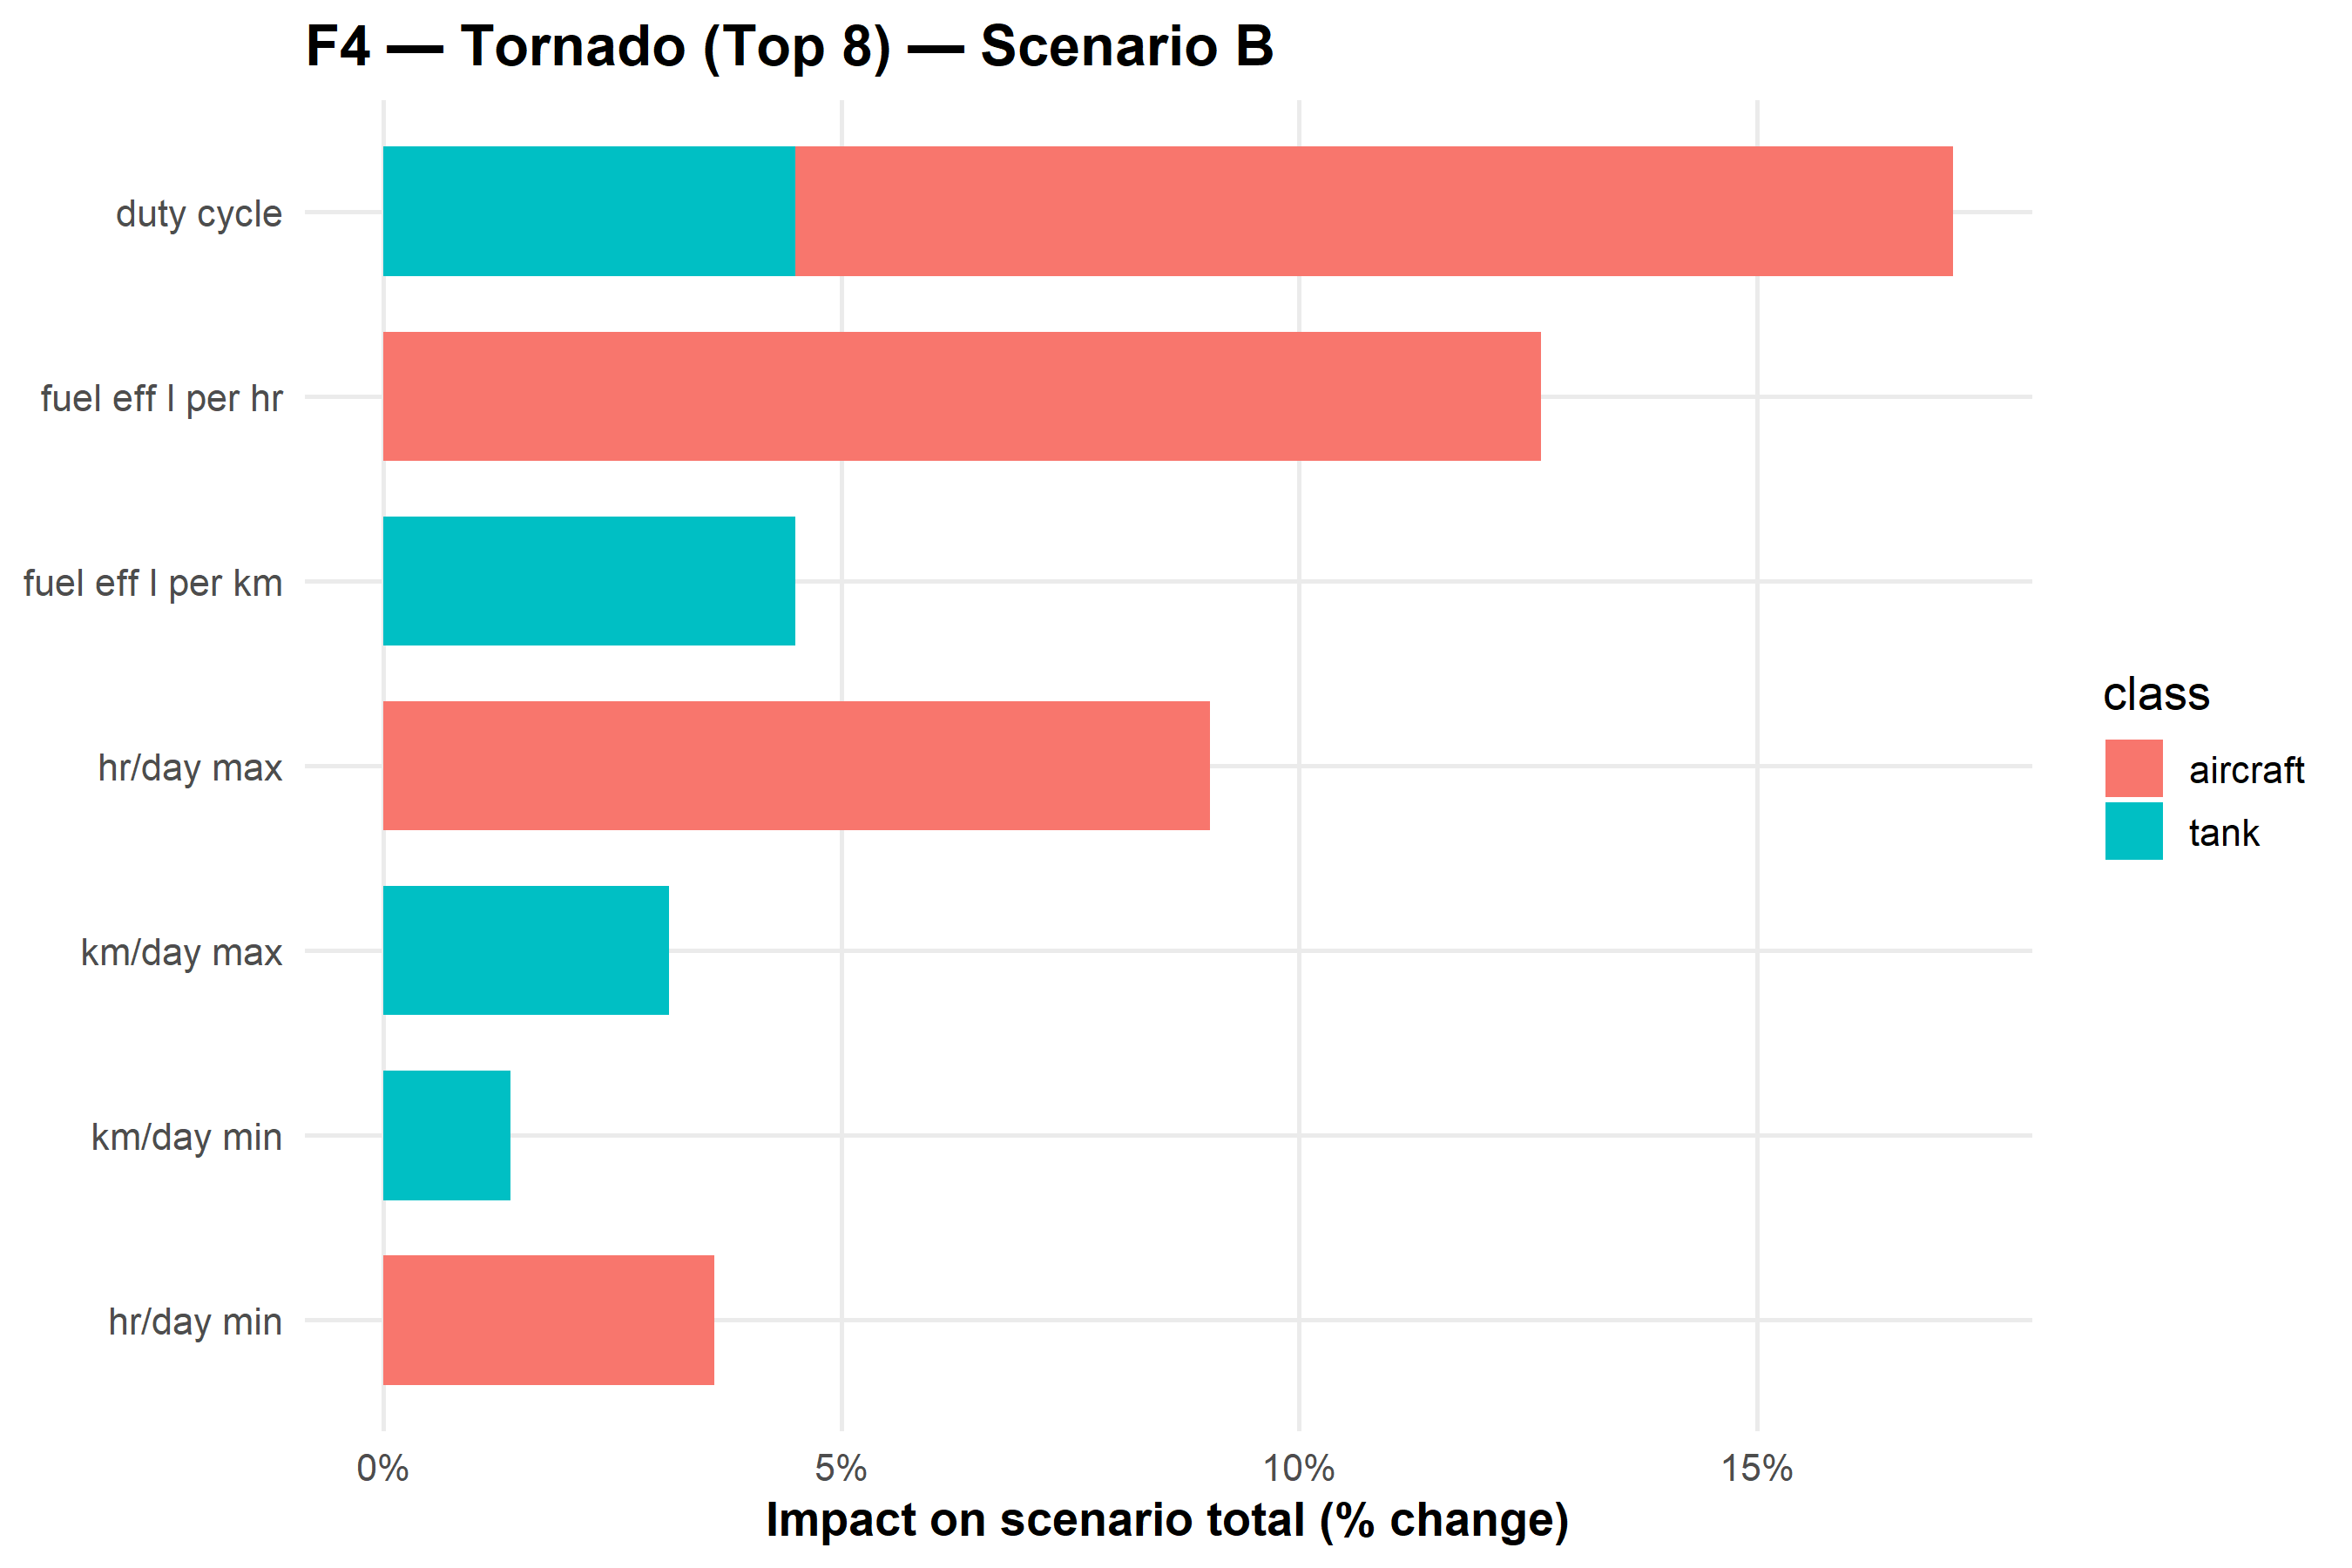 F4 — Tornado (Top 8) — Scenario B
duty cycle
fuel eff l per hr
fuel eff l per km
hr/day max
km/day max
km/day min
hr/day min
0% 5% 10% 15%
Impact on scenario total (% change)
class
aircraft
tank